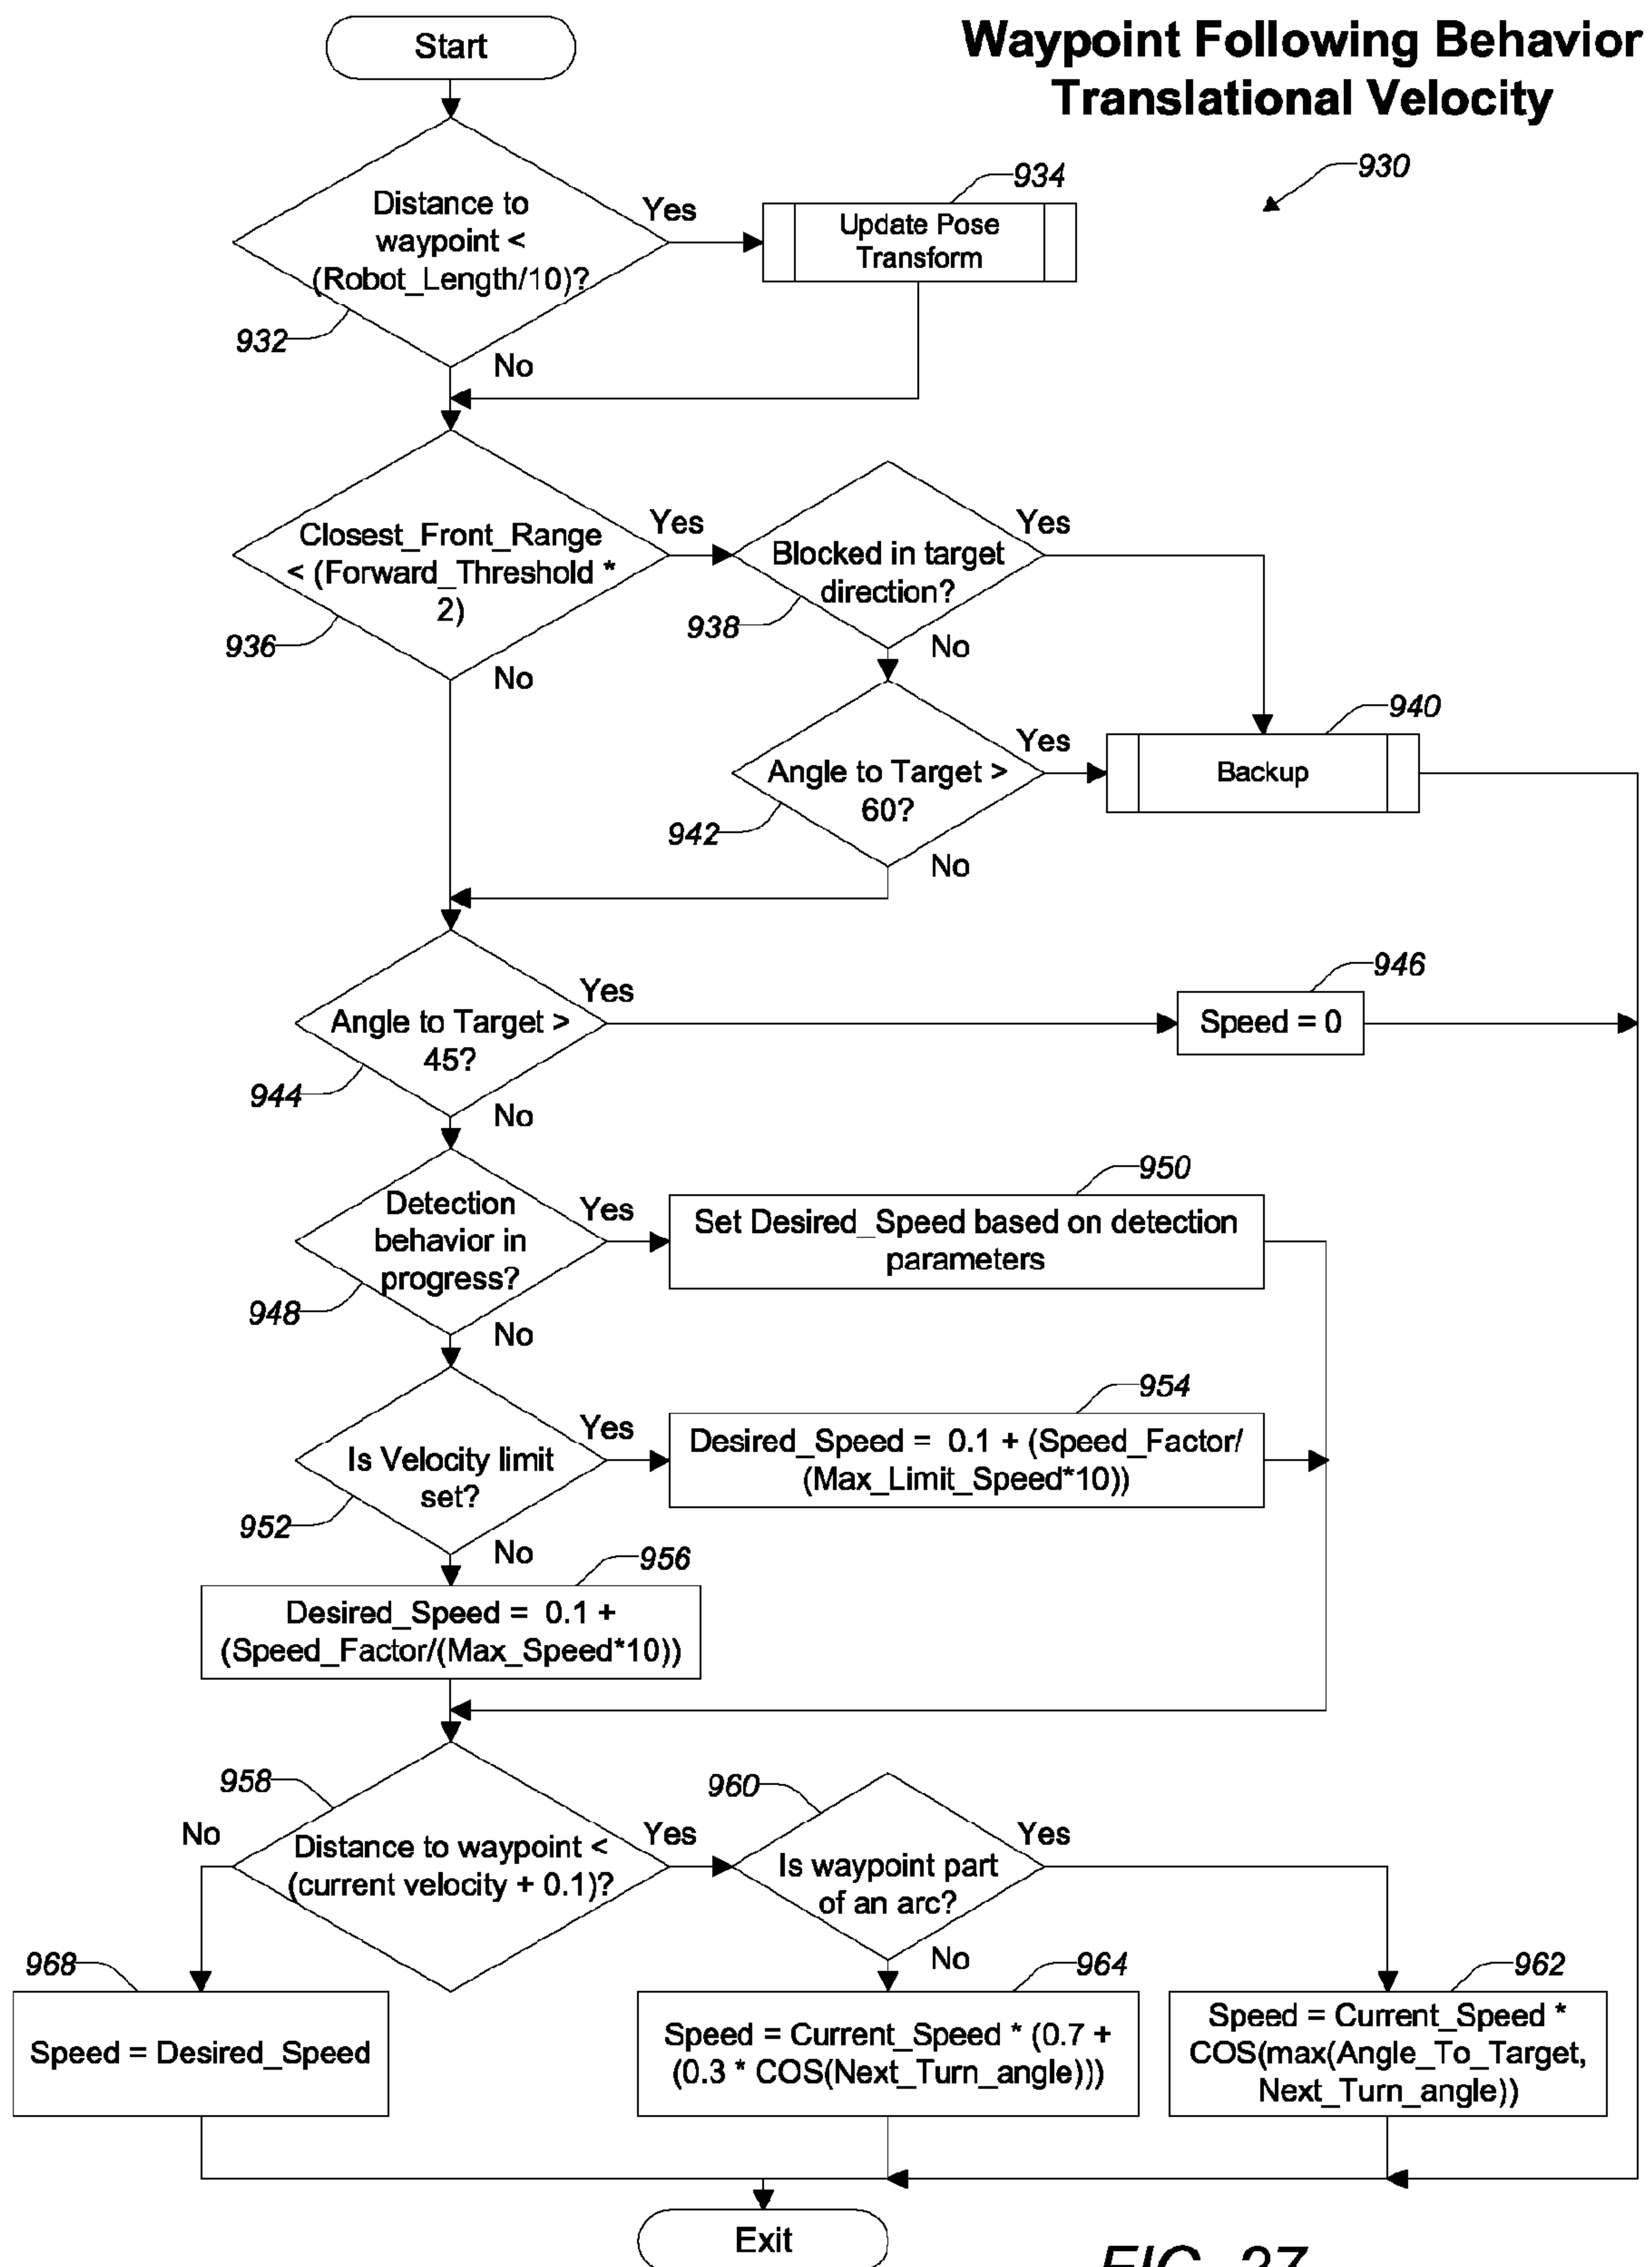 Start
Waypoint Following Behavior
Translational Velocity
930
Distance to
waypoint <
(Robot_Length/10)?
932
Yes
934
Update Pose
Transform
No
Closest_Front_Range
< (Forward_Threshold *
2)
936
Yes
No
Blocked in target
direction?
938
Yes
No
Angle to Target >
60?
942
Yes
No
940
Backup
Angle to Target >
45?
944
Yes
No
946
Speed = 0
Detection
behavior in
progress?
948
Yes
No
950
Set Desired_Speed based on detection
parameters
Is Velocity limit
set?
952
Yes
No
954
Desired_Speed = 0.1 + (Speed_Factor/
(Max_Limit_Speed*10))
956
Desired_Speed = 0.1 +
(Speed_Factor/(Max_Speed*10))
958
No
Distance to waypoint <
(current velocity + 0.1)?
Yes
960
Is waypoint part
of an arc?
Yes
No
968
Speed = Desired_Speed
964
Speed = Current_Speed * (0.7 +
(0.3 * COS(Next_Turn_angle)))
962
Speed = Current_Speed *
COS(max(Angle_To_Target,
Next_Turn_angle))
Exit
FIG. 27